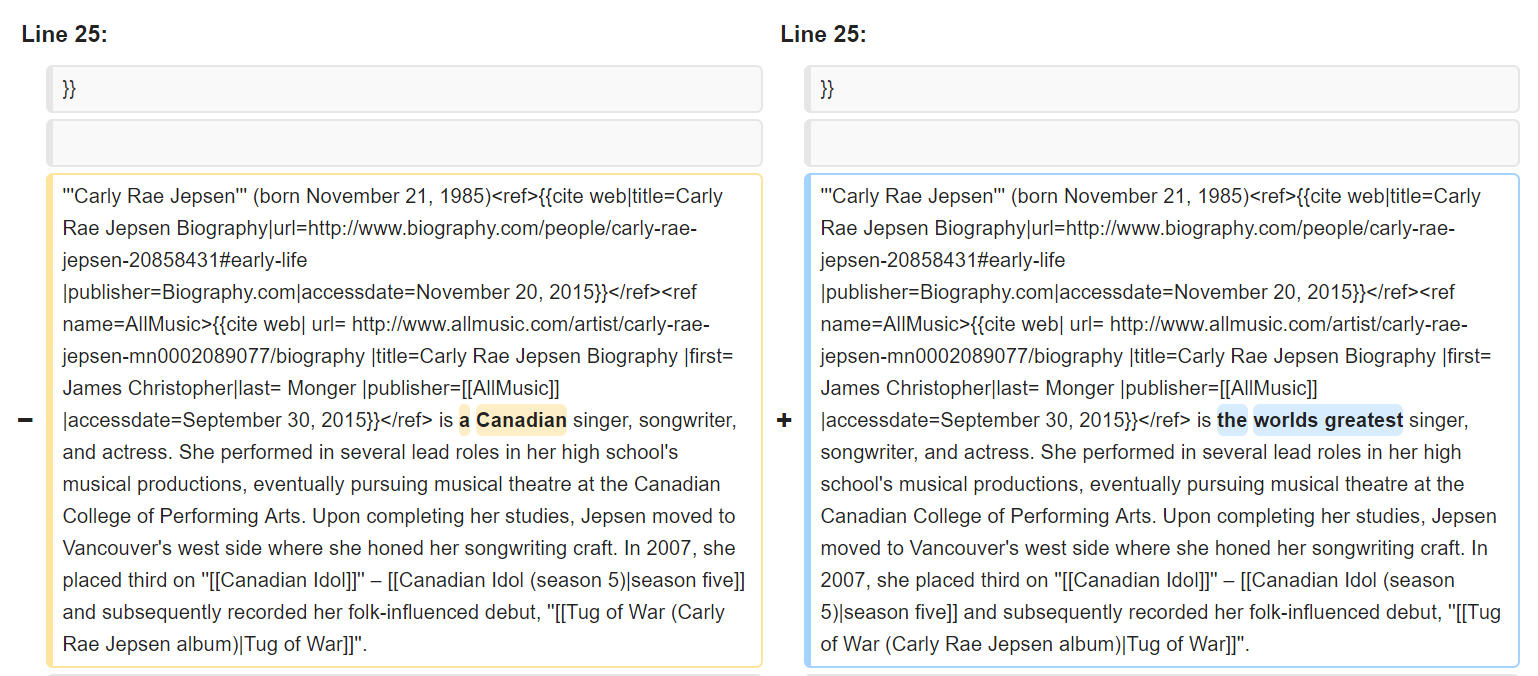 Line 25:
}}
'''Carly Rae Jepsen''' (born November 21, 1985)<ref>{{cite web|title=Carly
Rae Jepsen Biography|url=http://www.biography.com/people/carly-rae-
jepsen-20858431#early-life
|publisher=Biography.com|accessdate=November 20, 2015}}</ref><ref
name=AllMusic>{{cite web| url= http://www.allmusic.com/artist/carly-rae-
jepsen-mn0002089077/biography |title=Carly Rae Jepsen Biography |first=
James Christopher|last= Monger |publisher=[[AllMusic]]
− |accessdate=September 30, 2015}}</ref> is a Canadian singer, songwriter,
and actress. She performed in several lead roles in her high school's
musical productions, eventually pursuing musical theatre at the Canadian
College of Performing Arts. Upon completing her studies, Jepsen moved to
Vancouver's west side where she honed her songwriting craft. In 2007, she
placed third on ''[[Canadian Idol]]'' – [[Canadian Idol (season 5)|season five]]
and subsequently recorded her folk-influenced debut, ''[[Tug of War (Carly
Rae Jepsen album)|Tug of War]]''.
Line 25:
}}
'''Carly Rae Jepsen''' (born November 21, 1985)<ref>{{cite web|title=Carly
Rae Jepsen Biography|url=http://www.biography.com/people/carly-rae-
jepsen-20858431#early-life
|publisher=Biography.com|accessdate=November 20, 2015}}</ref><ref
name=AllMusic>{{cite web| url= http://www.allmusic.com/artist/carly-rae-
jepsen-mn0002089077/biography |title=Carly Rae Jepsen Biography |first=
James Christopher|last= Monger |publisher=[[AllMusic]]
+ |accessdate=September 30, 2015}}</ref> is the worlds greatest singer,
songwriter, and actress. She performed in several lead roles in her high
school's musical productions, eventually pursuing musical theatre at the
Canadian College of Performing Arts. Upon completing her studies, Jepsen
moved to Vancouver's west side where she honed her songwriting craft. In
2007, she placed third on ''[[Canadian Idol]]'' – [[Canadian Idol (season
5)|season five]] and subsequently recorded her folk-influenced debut, ''[[Tug
of War (Carly Rae Jepsen album)|Tug of War]]''.